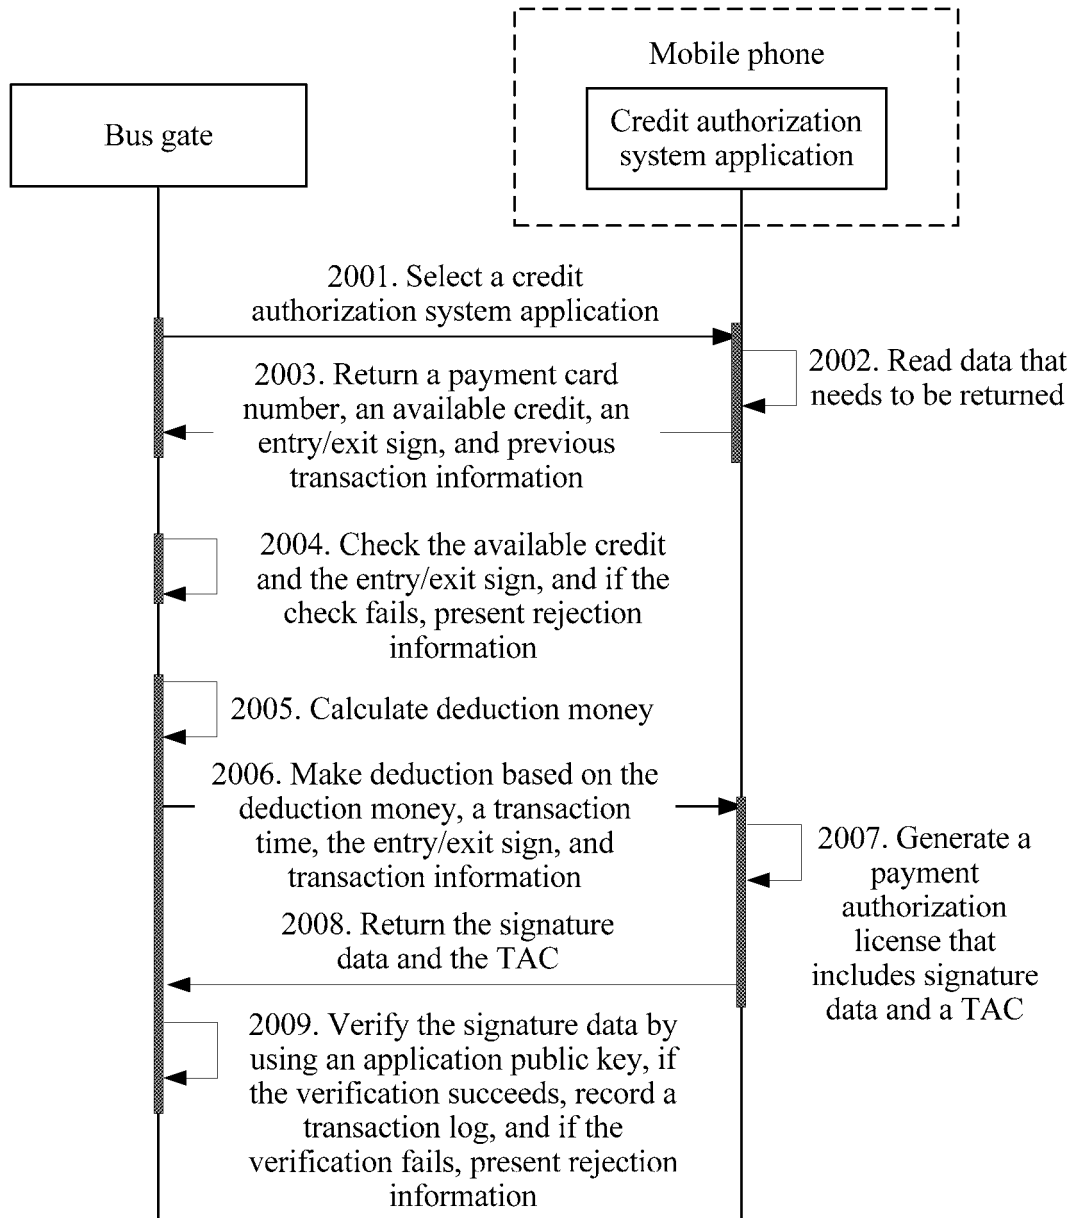 Mobile phone
Bus gate
Credit authorization
system application
2001. Select a credit
authorization system application
2002. Read data that
needs to be returned
2003. Return a payment card
number, an available credit, an
entry/exit sign, and previous
transaction information
2004. Check the available credit
and the entry/exit sign, and if the
check fails, present rejection
information
2005. Calculate deduction money
2006. Make deduction based on the
deduction money, a transaction
time, the entry/exit sign, and
transaction information
2007. Generate a
payment
authorization
license that
includes signature
data and a TAC
2008. Return the signature
data and the TAC
2009. Verify the signature data by
using an application public key, if
the verification succeeds, record a
transaction log, and if the
verification fails, present rejection
information